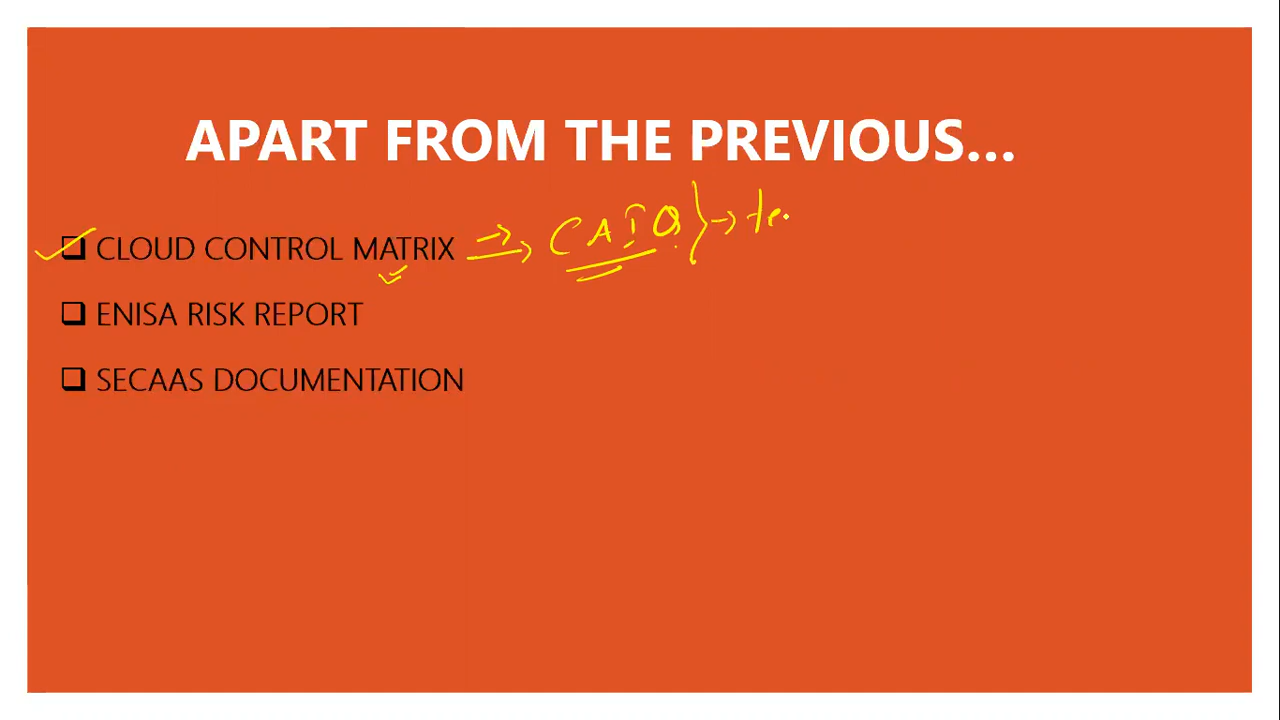 APART FROM THE PREVIOUS...
CLOUD CONTROL MATRIX CAIQ
ENISA RISK REPORT
SECAAS DOCUMENTATION